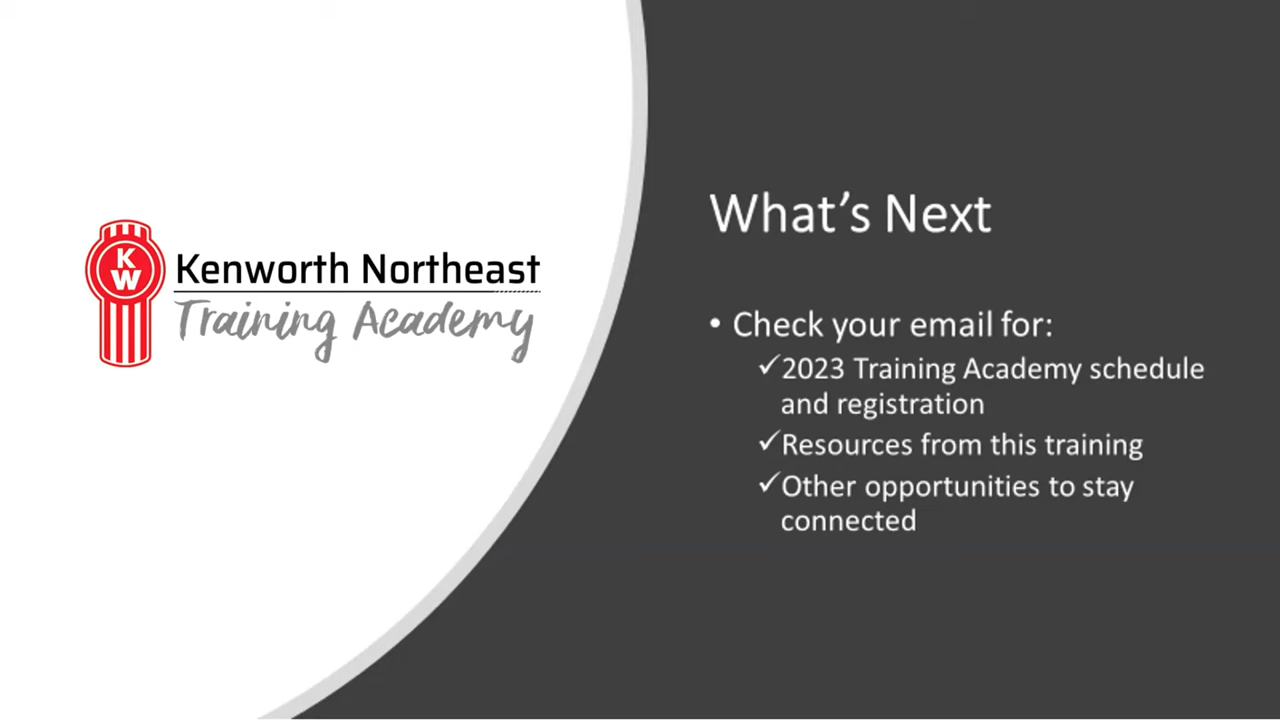 K
W
Kenworth Northeast
Training Academy
What's Next
• Check your email for:
✓2023 Training Academy schedule
and registration
✓Resources from this training
✓Other opportunities to stay
connected